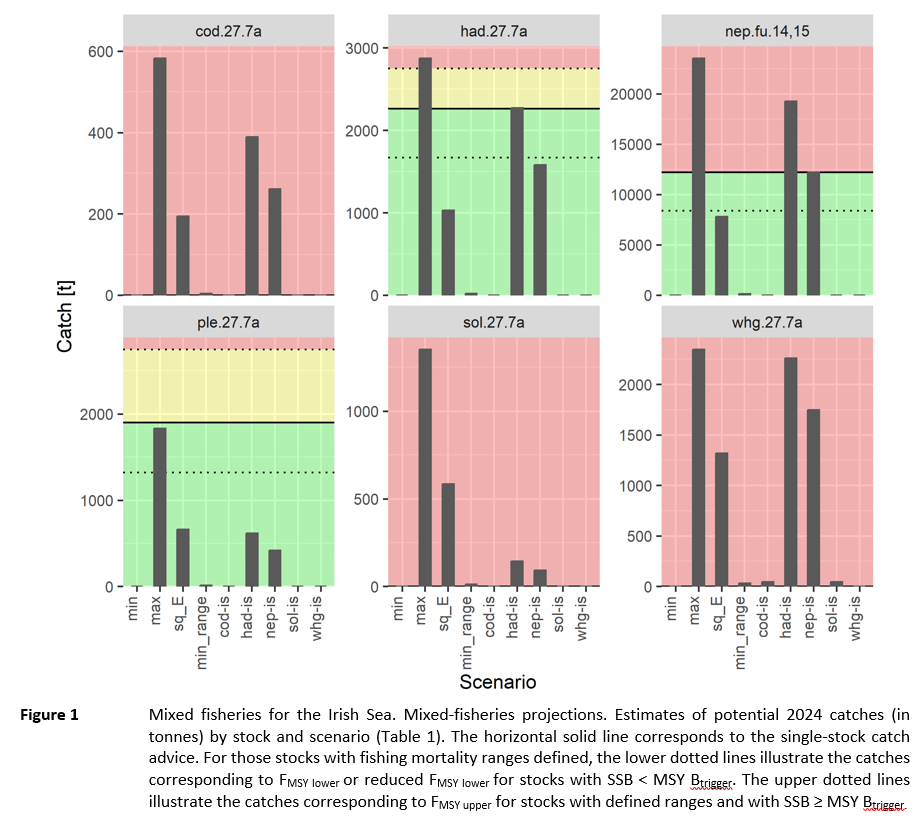 cod.27.7a
had.27.7a
nep.fu.14,15
600
400
200
0
3000
2000
1000
0
20000
15000
10000
5000
0
Catch [t]
ple.27.7a
sol.27.7a
whg.27.7a
2000
1000
0
1000
500
0
2000
1500
1000
500
0
min
max
sq_E
min_range
cod-is
had-is
nep-is
sol-is
whg-is
min
max
sq_E
min_range
cod-is
had-is
nep-is
sol-is
whg-is
min
max
sq_E
min_range
cod-is
had-is
nep-is
sol-is
whg-is
Scenario
Figure 1 Mixed fisheries for the Irish Sea. Mixed-fisheries projections. Estimates of potential 2024 catches (in
tonnes) by stock and scenario (Table 1). The horizontal solid line corresponds to the single-stock catch
advice. For those stocks with fishing mortality ranges defined, the lower dotted lines illustrate the catches
corresponding to FMSY lower or reduced FMSY lower for stocks with SSB < MSY Btrigger. The upper dotted lines
illustrate the catches corresponding to FMSY upper for stocks with defined ranges and with SSB ≥ MSY Btrigger.